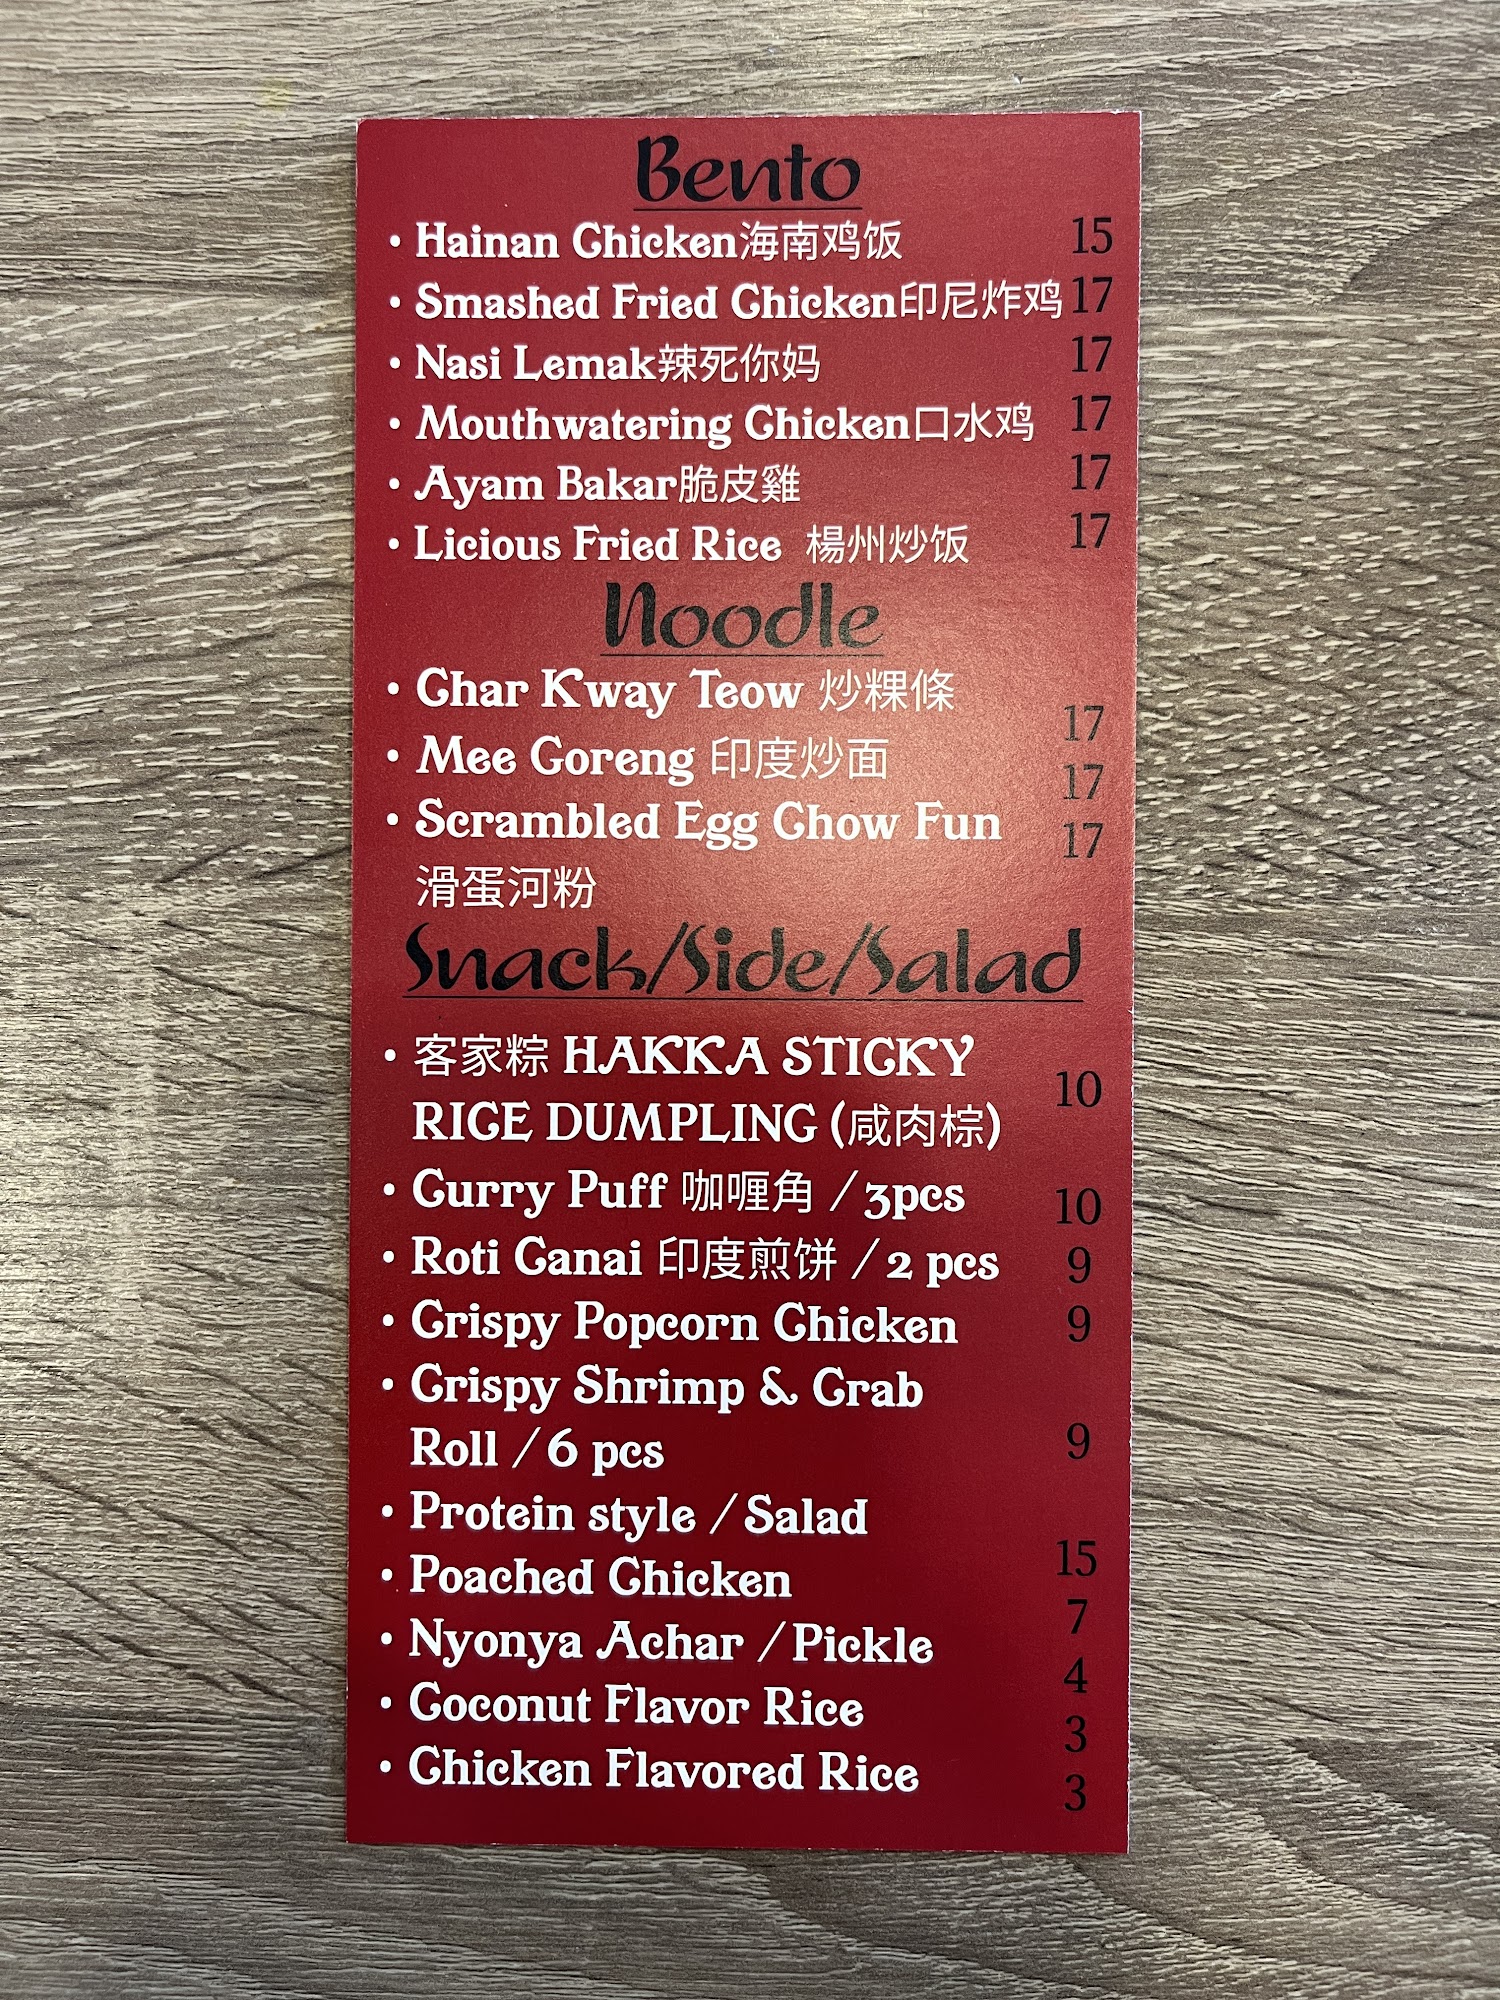 Bento
• Hainan Chicken海南鸡饭 15
• Smashed Fried Chicken印尼炸鸡 17
• Nasi Lemak辣死你妈 17
• Mouthwatering Chicken口水鸡 17
• Ayam Bakar脆皮雞 17
• Licious Fried Rice 楊州炒饭 17
Noodle
• Char Kway Teow 炒粿條 17
• Mee Goreng 印度炒面 17
• Scrambled Egg Chow Fun 17
滑蛋河粉
Snack/Side/Salad
• 客家粽 HAKKA STICKY
RICE DUMPLING (咸肉棕) 10
• Curry Puff 咖喱角 / 3pcs 10
• Roti Canai 印度煎饼 / 2 pcs 9
• Crispy Popcorn Chicken 9
• Crispy Shrimp & Crab
Roll / 6 pcs 9
• Protein style / Salad 15
• Poached Chicken 7
• Nyonya Achar / Pickle 4
• Coconut Flavor Rice 3
• Chicken Flavored Rice 3